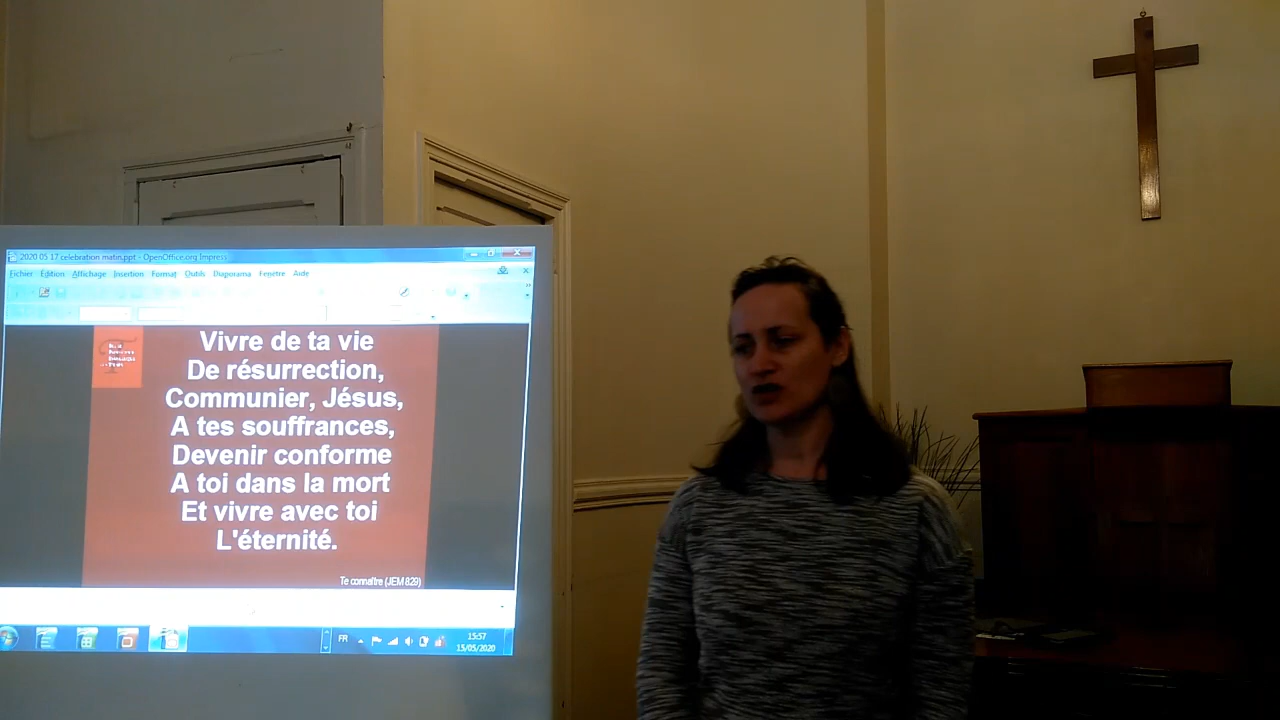 2020 05 17 celebration matin.ppt - OpenOffice.org Impress
Fichier Édition Affichage Insertion Format Outils Diaporama Fenêtre Aide
Vivre de ta vie
De résurrection,
Communier, Jésus,
A tes souffrances,
Devenir conforme
A toi dans la mort
Et vivre avec toi
L'éternité.
Te connaître (JEM 829)
FR
15:57
15/05/2020